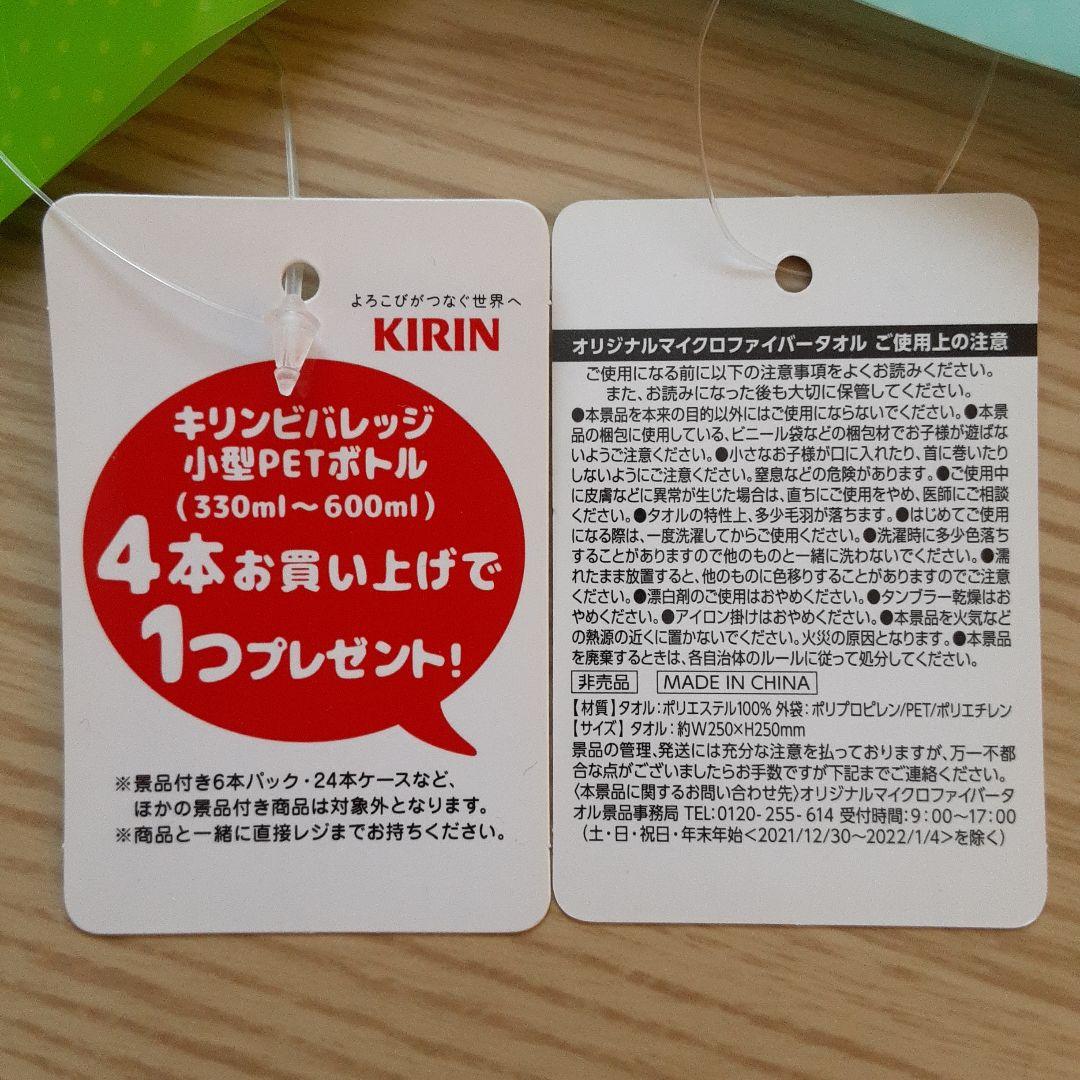 よろこびがつなぐ世界へ
KIRIN
キリンビバレッジ
小型PETボトル
(330ml～600ml)
4本お買い上げで
1つプレゼント!
※景品付き6本パック・24本ケースなど、
ほかの景品付き商品は対象外となります。
※商品と一緒に直接レジまでお持ちください。
オリジナルマイクロファイバータオル ご使用上の注意
ご使用になる前に以下の注意事項をよくお読みください。
また、お読みになった後も大切に保管してください。
●本景品を本来の目的以外にはご使用にならないでください。●本景
品の梱包に使用している、ビニール袋などの梱包材でお子様が遊ばな
いようご注意ください。●小さなお子様が口に入れたり、首に巻いたり
しないようにご注意ください。窒息などの危険があります。●ご使用中
に皮膚などに異常が生じた場合は、直ちにご使用をやめ、医師にご相談
ください。●タオルの特性上、多少毛羽が落ちます。●はじめてご使用
になる際は、一度洗濯してからご使用ください。●洗濯時に多少色落ち
することがありますので他のものと一緒に洗わないでください。●濡
れたまま放置すると、他のものに色移りすることがありますのでご注意
ください。●漂白剤のご使用はおやめください。●タンブラー乾燥はお
やめください。●アイロン掛けはおやめください。●本景品を火気など
の熱源の近くに置かないでください。火災の原因となります。●本景品
を廃棄するときは、各自治体のルールに従って処分してください。
非売品 MADE IN CHINA
【材質】タオル：ポリエステル100% 外袋：ポリプロピレン/PET/ポリエチレン
【サイズ】タオル：約W250×H250mm
景品の管理、発送には充分な注意を払っておりますが、万一不都
合な点がございましたらお手数ですが下記までご連絡ください。
〈本景品に関するお問い合わせ先〉オリジナルマイクロファイバータ
オル景品事務局 TEL：0120-255-614 受付時間：9：00～17：00
(土・日・祝日・年末年始<2021/12/30～2022/1/4>を除く)